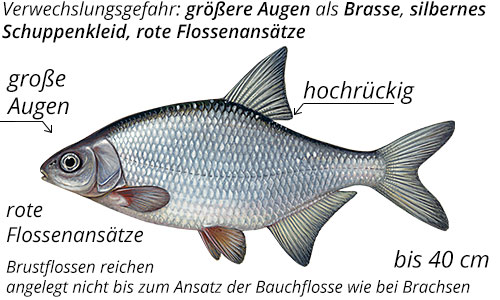 Verwechslungsgefahr: größere Augen als Brasse, silbernes
Schuppenkleid, rote Flossenansätze
große
Augen
hochrückig
rote
Flossenansätze
bis 40 cm
Brustflossen reichen
angelegt nicht bis zum Ansatz der Bauchflosse wie bei Brachsen